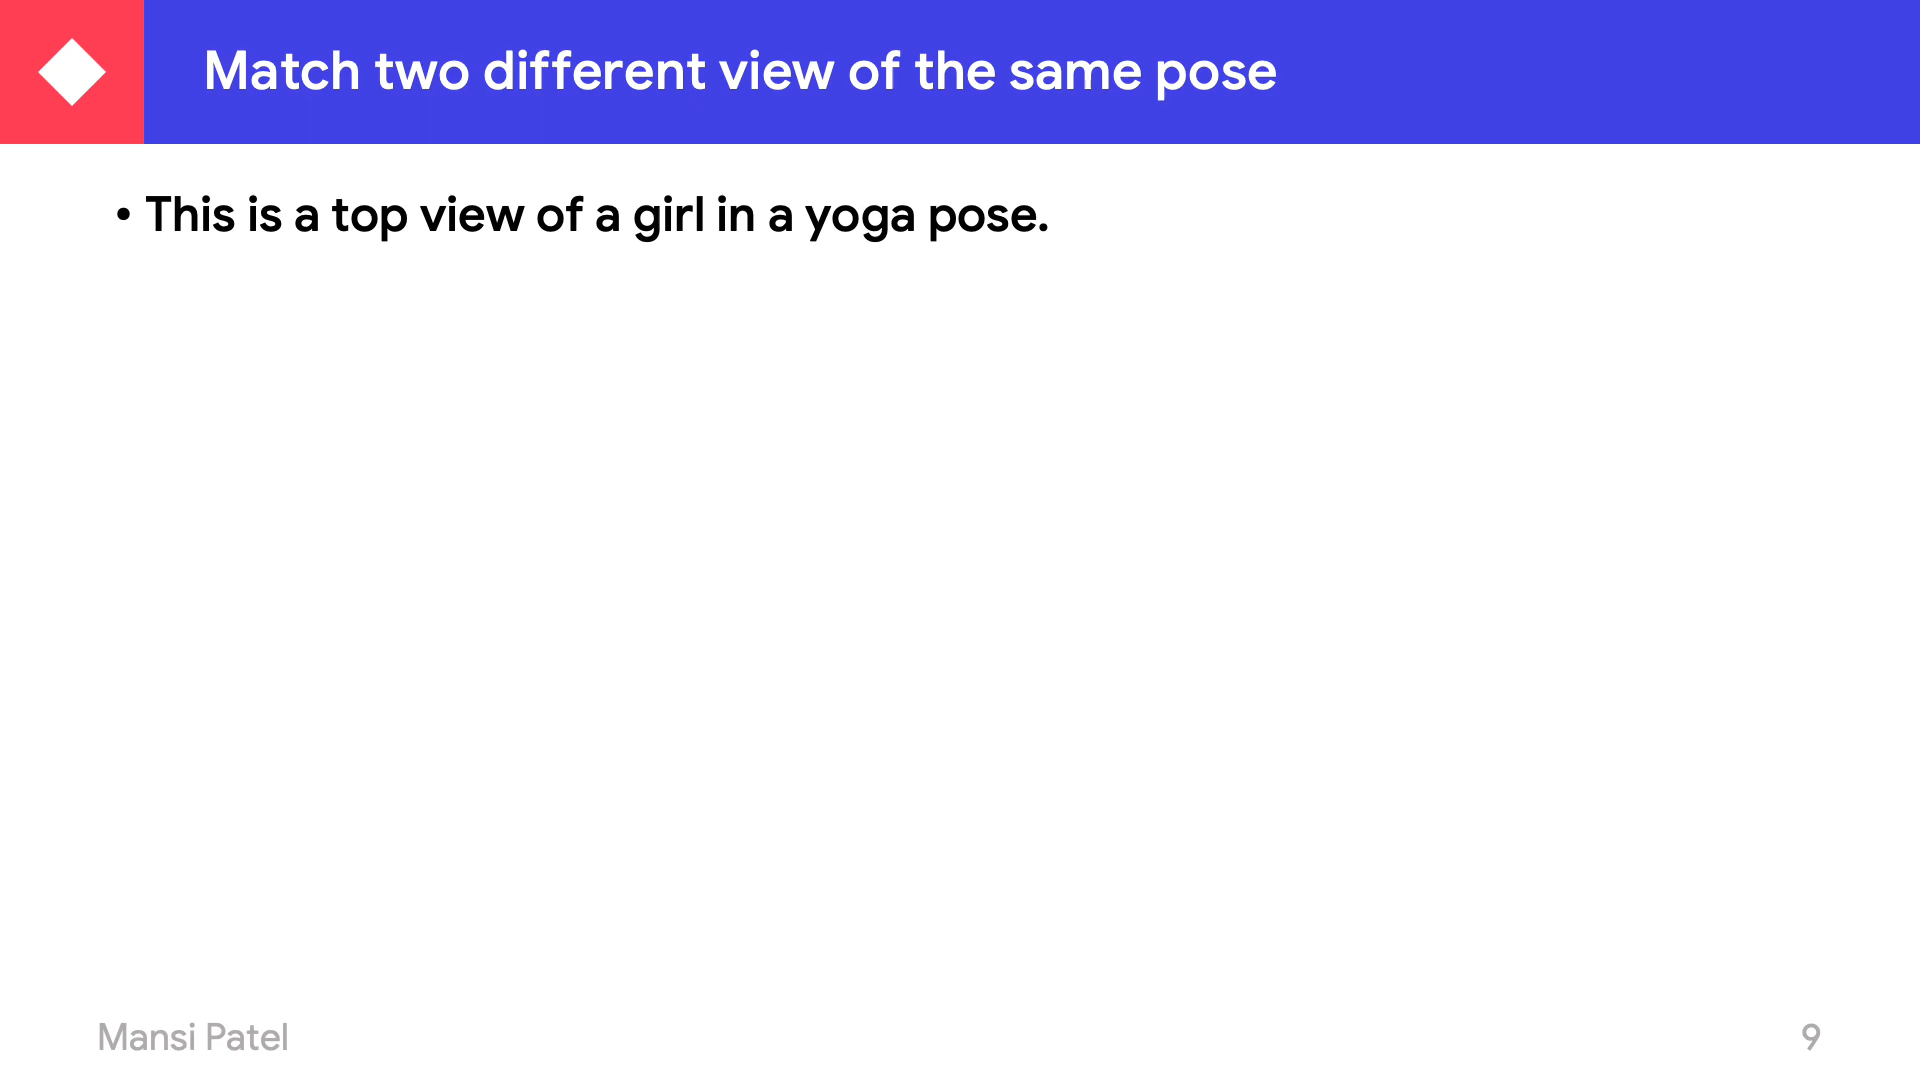 Match two different view of the same pose
• This is a top view of a girl in a yoga pose.
Mansi Patel
9